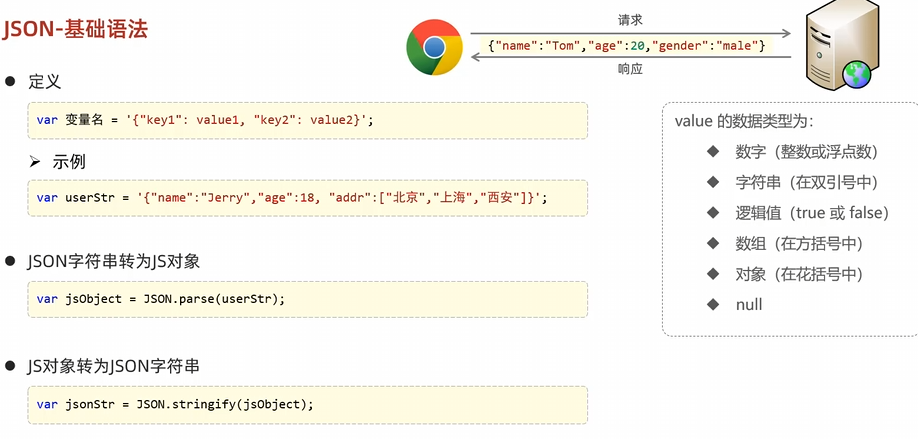 JSON-基础语法
请求
{"name":"Tom","age":20,"gender":"male"}
响应
● 定义
var 变量名 = '{"key1": value1, "key2": value2}';
➢ 示例
var userStr = '{"name":"Jerry","age":18, "addr":["北京","上海","西安"]}';
● JSON字符串转为JS对象
var jsObject = JSON.parse(userStr);
● JS对象转为JSON字符串
var jsonStr = JSON.stringify(jsObject);
value 的数据类型为：
◆ 数字（整数或浮点数）
◆ 字符串（在双引号中）
◆ 逻辑值（true 或 false）
◆ 数组（在方括号中）
◆ 对象（在花括号中）
◆ null